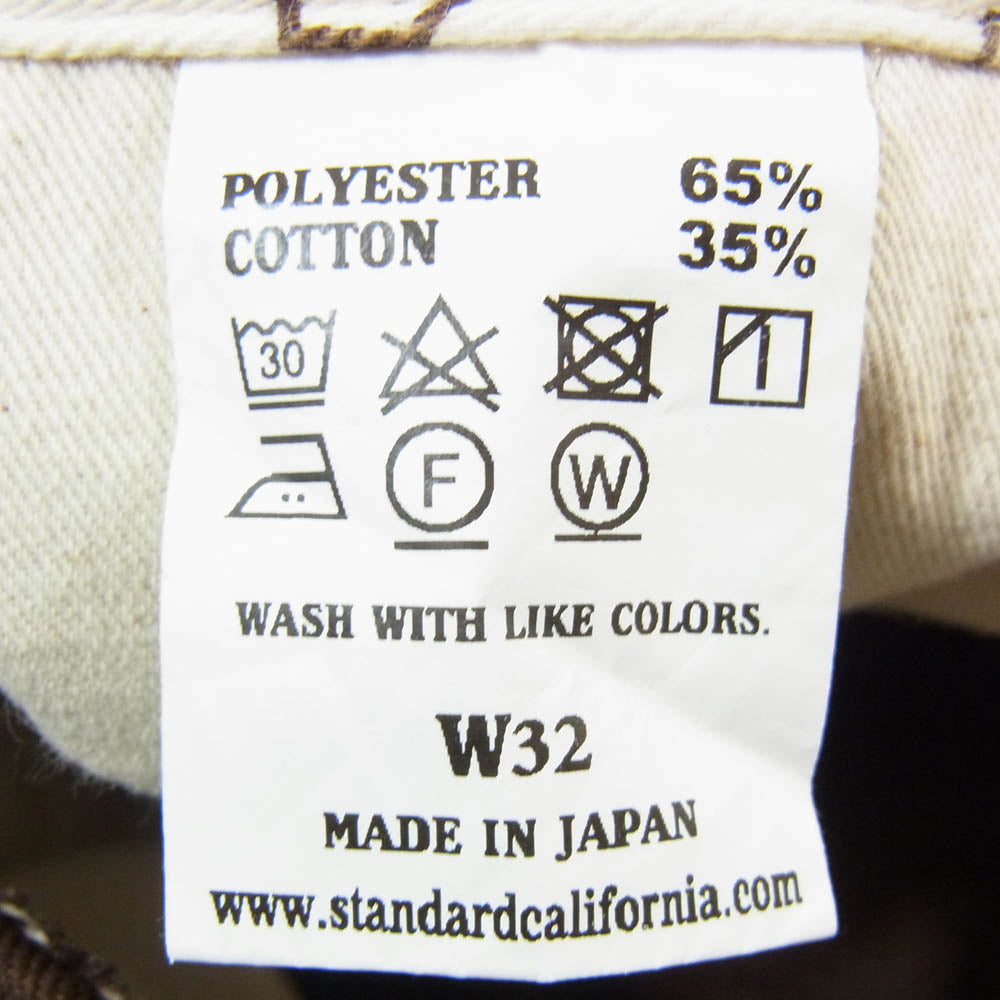 POLYESTER 65%
COTTON 35%
30
F W
WASH WITH LIKE COLORS.
W32
MADE IN JAPAN
www.standardcalifornia.com